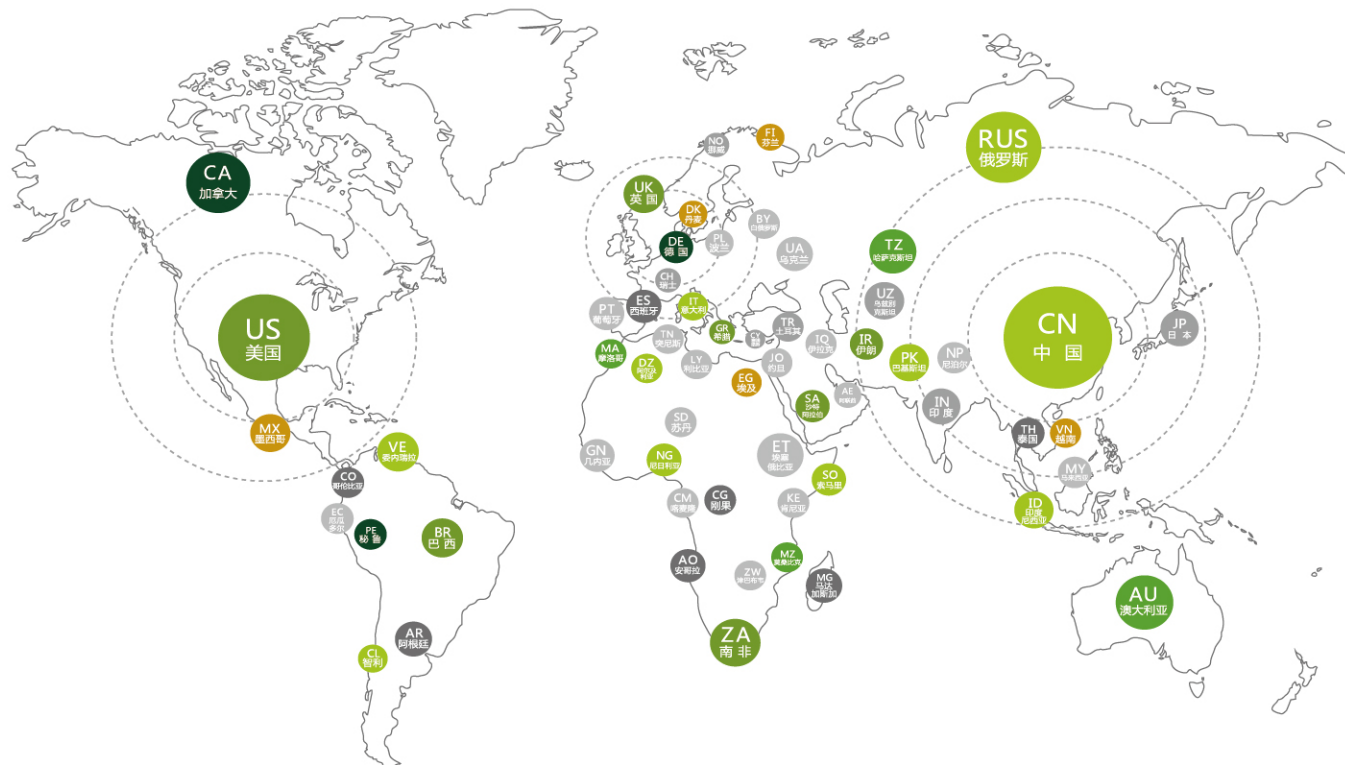 CA
加拿大
US
美国
MX
墨西哥
VE
委内瑞拉
CO
哥伦比亚
EC
厄瓜
多尔
PE
秘鲁
BR
巴西
AR
阿根廷
CL
智利
NO
挪威
FI
芬兰
UK
英国
DK
丹麦
DE
德国
PL
波兰
BY
白俄罗斯
UA
乌克兰
CH
瑞士
PT
葡萄牙
ES
西班牙
IT
意大利
GR
希腊
CY
TR
土耳其
MA
摩洛哥
DZ
阿尔及
利亚
TN
突尼斯
LY
利比亚
EG
埃及
JO
约旦
IQ
伊拉克
IR
伊朗
SA
沙特
阿拉伯
AE
阿联酋
SD
苏丹
GN
几内亚
NG
尼日利亚
ET
埃塞
俄比亚
SO
索马里
CM
喀麦隆
CG
刚果
KE
肯尼亚
AO
安哥拉
ZW
津巴布韦
MZ
莫桑比克
MG
马达
加斯加
ZA
南非
RUS
俄罗斯
TZ
哈萨克斯坦
UZ
乌兹别
克斯坦
PK
巴基斯坦
NP
尼泊尔
IN
印度
CN
中国
JP
日本
TH
泰国
VN
越南
MY
马来西亚
ID
印度
尼西亚
AU
澳大利亚